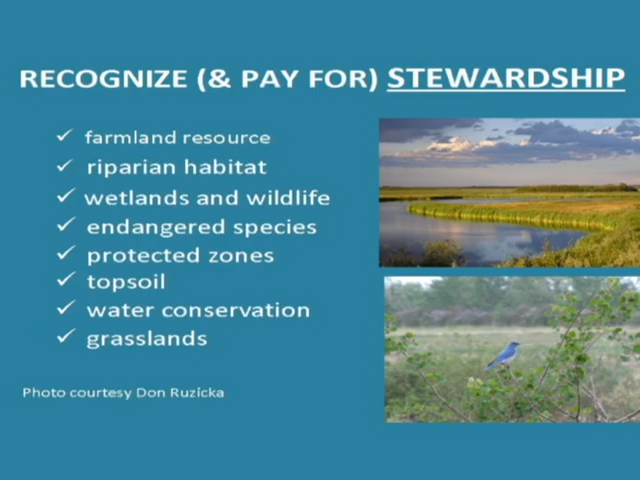 RECOGNIZE (& PAY FOR) STEWARDSHIP
✓ farmland resource
✓ riparian habitat
✓ wetlands and wildlife
✓ endangered species
✓ protected zones
✓ topsoil
✓ water conservation
✓ grasslands
Photo courtesy Don Ruzicka